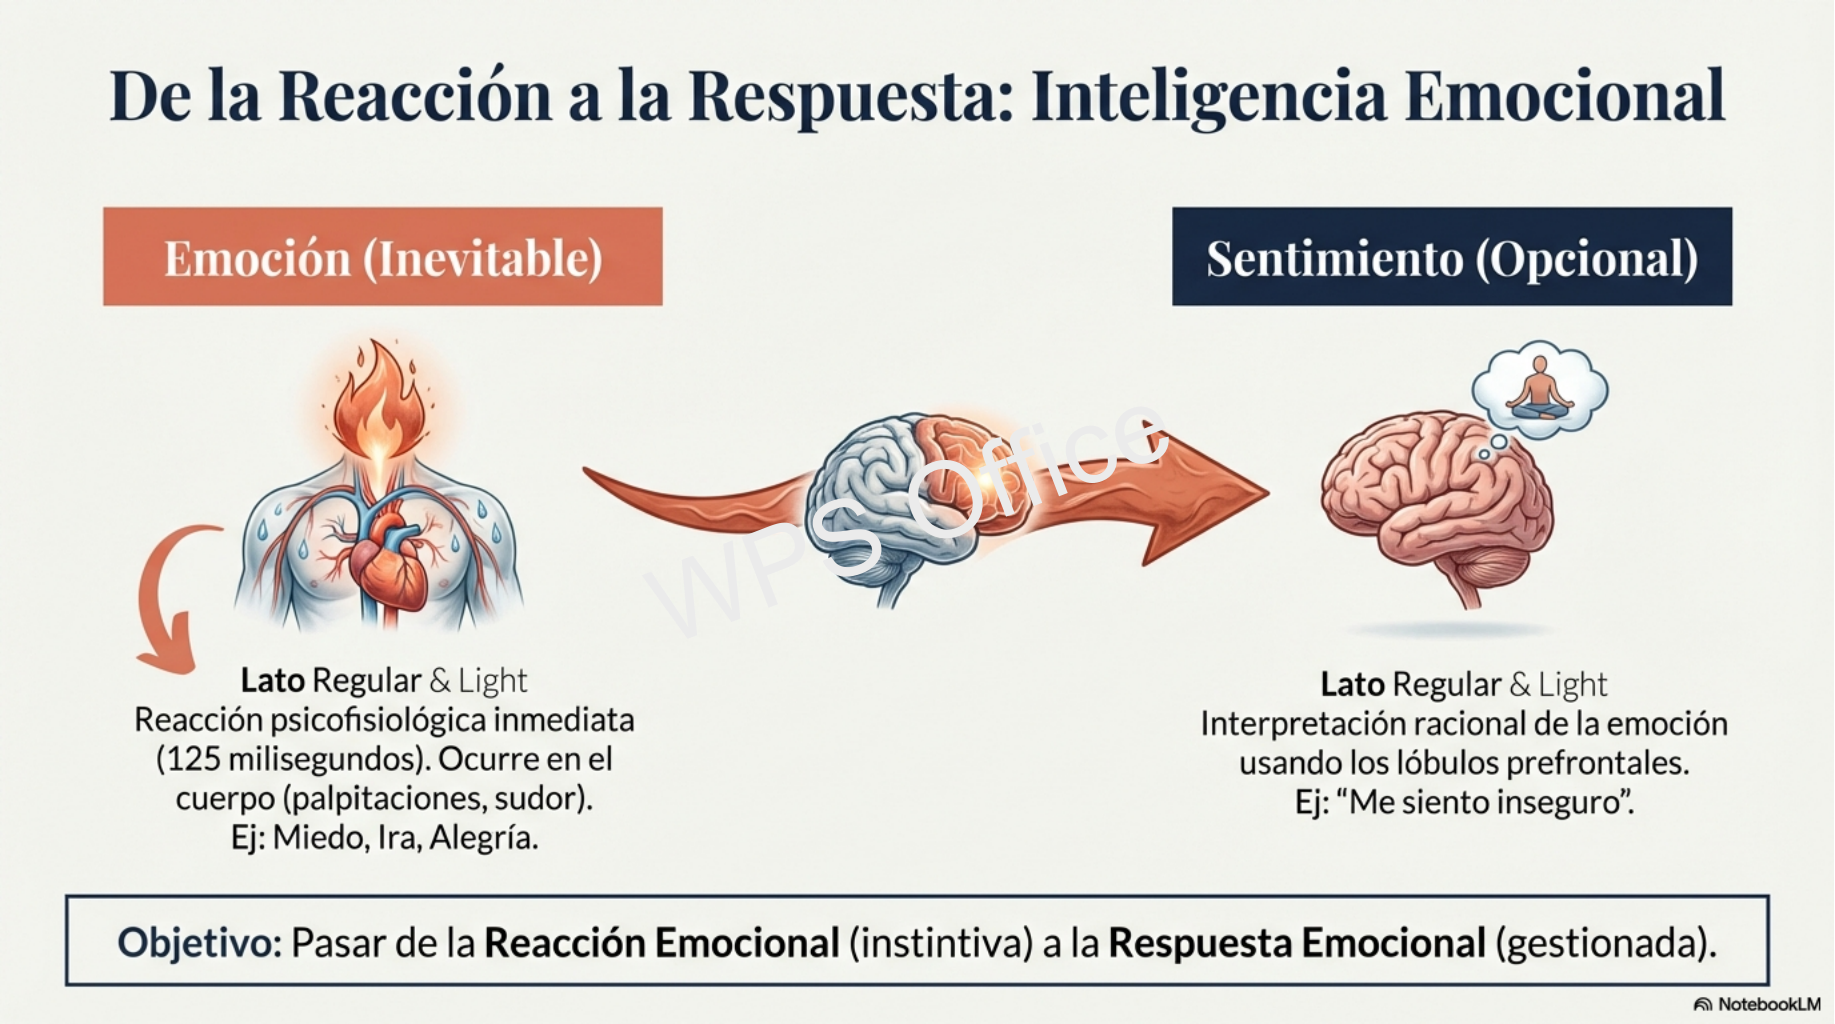 De la Reacción a la Respuesta: Inteligencia Emocional
Emoción (Inevitable)
Sentimiento (Opcional)
WPS Office
Lato Regular & Light
Reacción psicofisiológica inmediata
(125 milisegundos). Ocurre en el
cuerpo (palpitaciones, sudor).
Ej: Miedo, Ira, Alegría.
Lato Regular & Light
Interpretación racional de la emoción
usando los lóbulos prefrontales.
Ej: “Me siento inseguro”.
Objetivo: Pasar de la Reacción Emocional (instintiva) a la Respuesta Emocional (gestionada).
NotebookLM